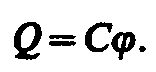 Q = Cφ.